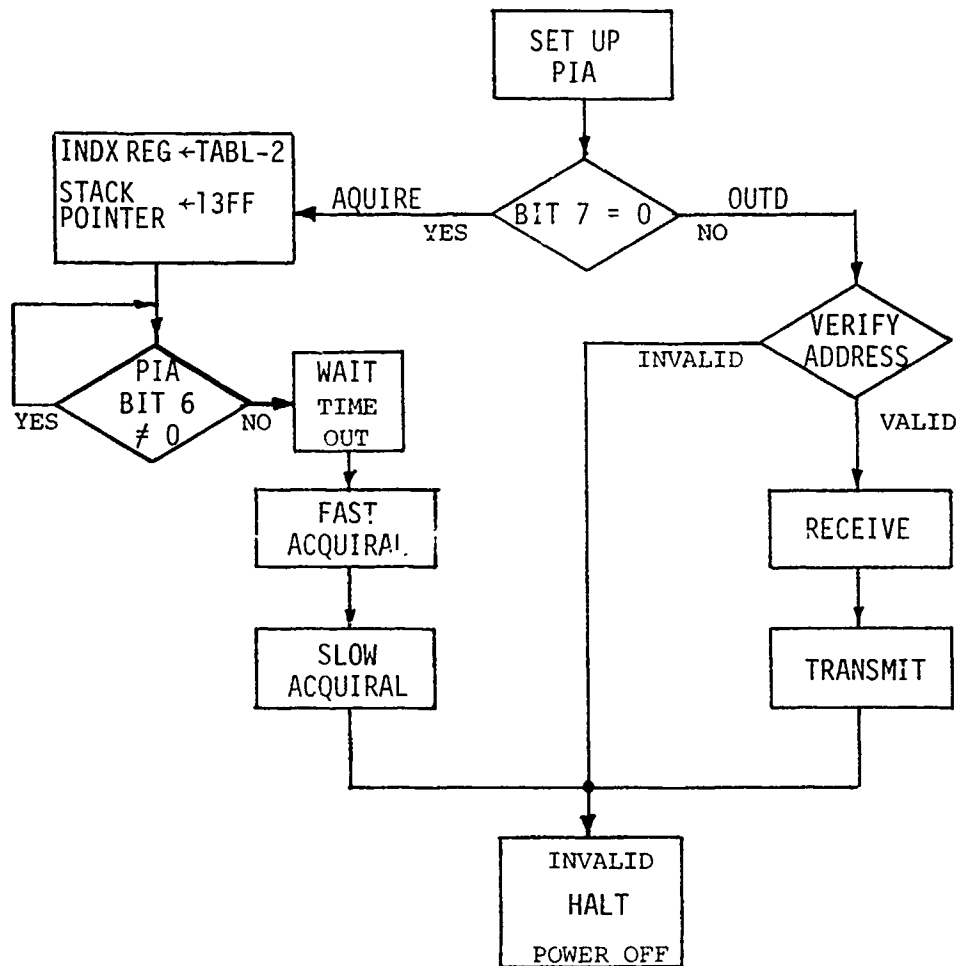 SET UP
PIA
INDX REG ←TABL-2
STACK
POINTER ←13FF
AQUIRE
YES
BIT 7 = 0
OUTD
NO
VERIFY
ADDRESS
INVALID
VALID
PIA
BIT 6
≠ 0
YES
NO
WAIT
TIME
OUT
FAST
ACQUIRAL
RECEIVE
SLOW
ACQUIRAL
TRANSMIT
INVALID
HALT
POWER OFF